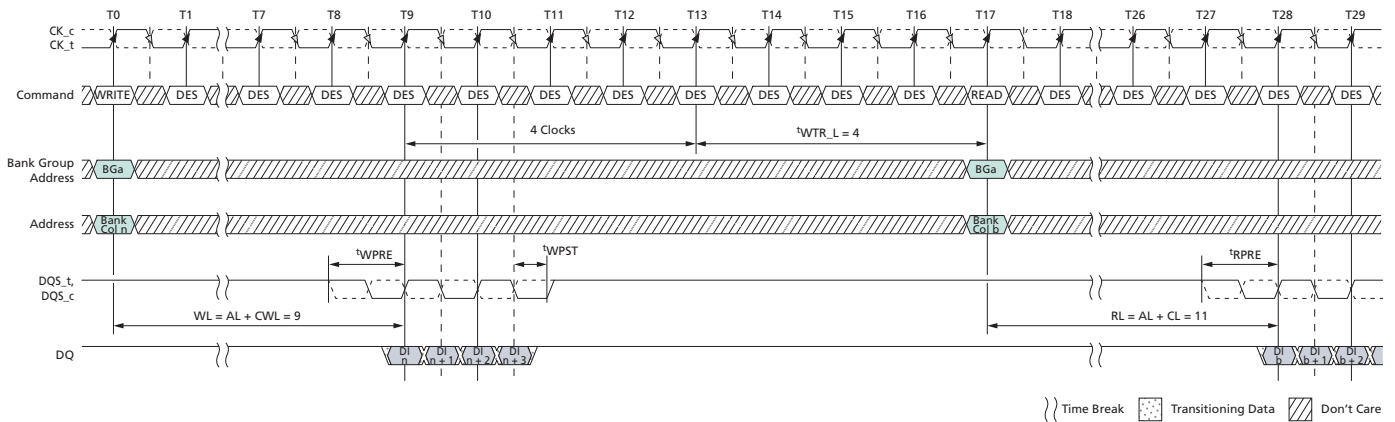 T0 T1 T7 T8 T9 T10 T11 T12 T13 T14 T15 T16 T17 T18 T26 T27 T28 T29
CK_c
CK_t
Command WRITE DES DES DES DES DES DES DES DES DES DES DES READ DES DES DES DES DES
4 Clocks tWTR_L = 4
Bank Group
Address BGa BGa
Address Bank
Col n Bank
Col b
tWPRE tWPST tRPRE
DQS_t,
DQS_c
WL = AL + CWL = 9 RL = AL + CL = 11
DQ DI
n DI
n + 1 DI
n + 2 DI
n + 3 DI
b DI
b + 1 DI
b + 2
Time Break Transitioning Data Don't Care